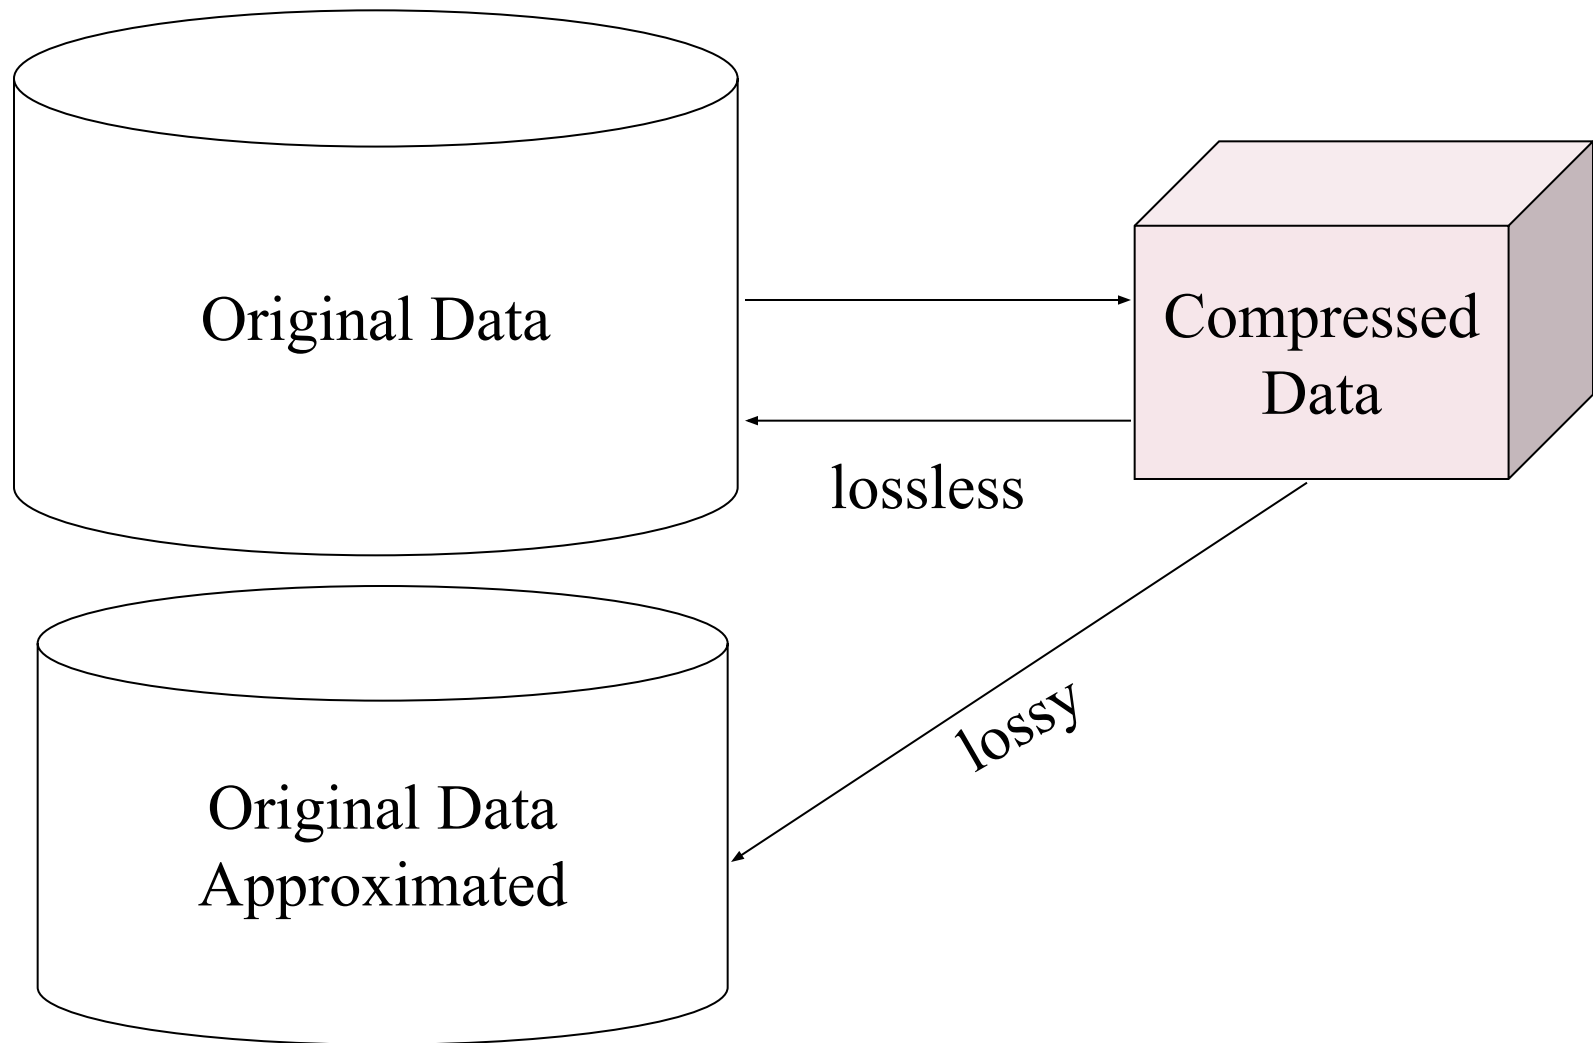 Original Data
Compressed
Data
lossless
lossy
Original Data
Approximated